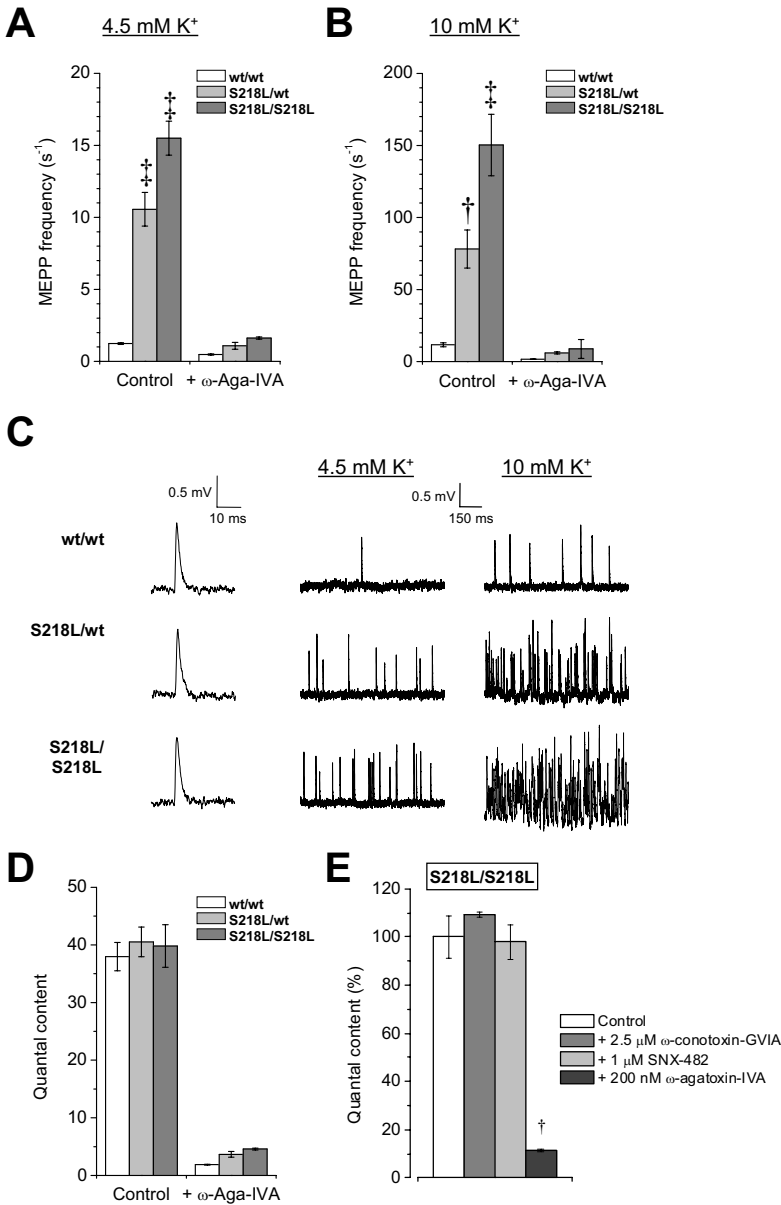 A
4.5 mM K⁺
MEPP frequency (s⁻¹)
20
15
10
5
0
wt/wt
S218L/wt
S218L/S218L
‡
‡
Control
+ ω-Aga-IVA
B
10 mM K⁺
MEPP frequency (s⁻¹)
200
150
100
50
0
wt/wt
S218L/wt
S218L/S218L
†
‡
Control
+ ω-Aga-IVA
C
4.5 mM K⁺
10 mM K⁺
0.5 mV
10 ms
0.5 mV
150 ms
wt/wt
S218L/wt
S218L/
S218L
D
Quantal content
50
40
30
20
10
0
wt/wt
S218L/wt
S218L/S218L
Control
+ ω-Aga-IVA
E
S218L/S218L
Quantal content (%)
120
100
80
60
40
20
0
†
Control
+ 2.5 μM ω-conotoxin-GVIA
+ 1 μM SNX-482
+ 200 nM ω-agatoxin-IVA